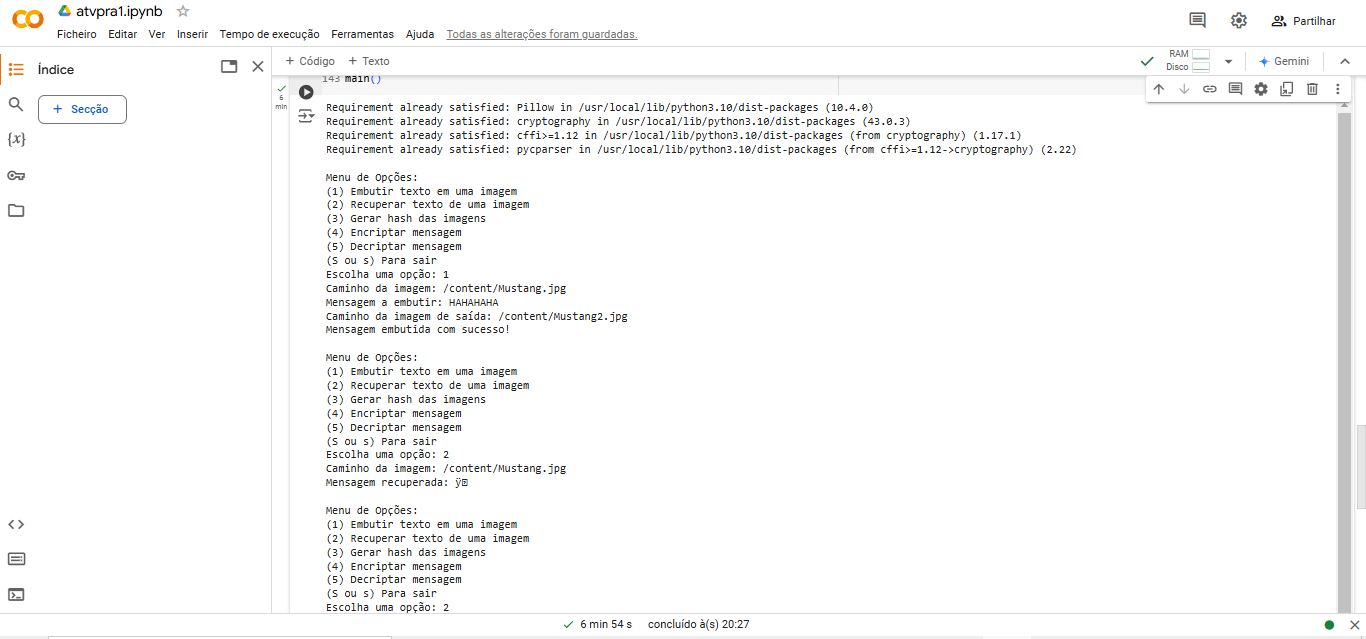 atvpra1.ipynb
Ficheiro Editar Ver Inserir Tempo de execução Ferramentas Ajuda Todas as alterações foram guardadas.
Partilhar
Índice
+ Secção
+ Código + Texto
RAM
Disco
Gemini
6
min
143 main()
Requirement already satisfied: Pillow in /usr/local/lib/python3.10/dist-packages (10.4.0)
Requirement already satisfied: cryptography in /usr/local/lib/python3.10/dist-packages (43.0.3)
Requirement already satisfied: cffi>=1.12 in /usr/local/lib/python3.10/dist-packages (from cryptography) (1.17.1)
Requirement already satisfied: pycparser in /usr/local/lib/python3.10/dist-packages (from cffi>=1.12->cryptography) (2.22)
Menu de Opções:
(1) Embutir texto em uma imagem
(2) Recuperar texto de uma imagem
(3) Gerar hash das imagens
(4) Encriptar mensagem
(5) Decriptar mensagem
(S ou s) Para sair
Escolha uma opção: 1
Caminho da imagem: /content/Mustang.jpg
Mensagem a embutir: HAHAHAHA
Caminho da imagem de saída: /content/Mustang2.jpg
Mensagem embutida com sucesso!
Menu de Opções:
(1) Embutir texto em uma imagem
(2) Recuperar texto de uma imagem
(3) Gerar hash das imagens
(4) Encriptar mensagem
(5) Decriptar mensagem
(S ou s) Para sair
Escolha uma opção: 2
Caminho da imagem: /content/Mustang.jpg
Mensagem recuperada: ÿ
Menu de Opções:
(1) Embutir texto em uma imagem
(2) Recuperar texto de uma imagem
(3) Gerar hash das imagens
(4) Encriptar mensagem
(5) Decriptar mensagem
(S ou s) Para sair
Escolha uma opção: 2
6 min 54 s concluído à(s) 20:27